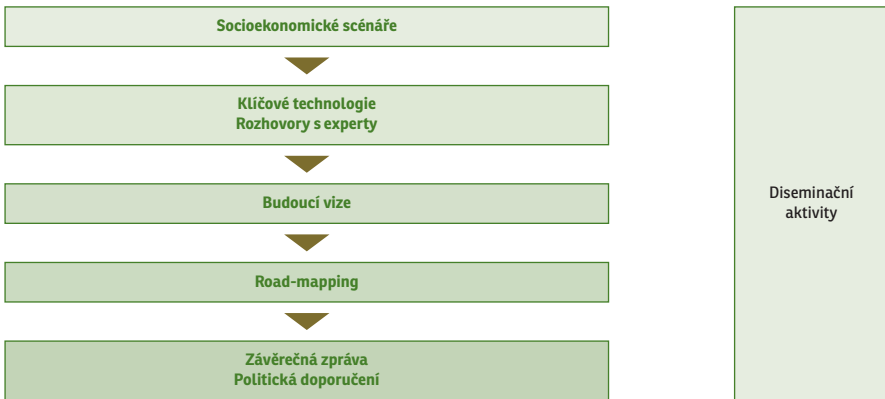 Socioekonomické scénáře
Klíčové technologie
Rozhovory s experty
Budoucí vize
Road-mapping
Závěrečná zpráva
Politická doporučení
Diseminační
aktivity